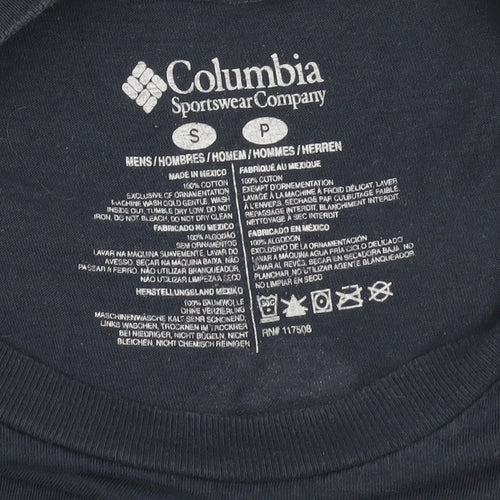 Columbia
Sportswear Company
S P
MENS / HOMBRES / HOMEM / HOMMES / HERREN
MADE IN MEXICO
100% COTTON
EXCLUSIVE OF ORNAMENTATION
MACHINE WASH COLD GENTLE, WASH
INSIDE OUT, TUMBLE DRY LOW, DO NOT
IRON, DO NOT BLEACH, DO NOT DRY CLEAN
FABRICADO NO MEXICO
100% ALGODÃO
SEM ORNAMENTOS
LAVAR NA MÁQUINA SUAVEMENTE, LAVAR DO
AVESSO, SECAR NA MÁQUINA BAIXA, NÃO
PASSAR A FERRO, NÃO UTILIZAR BRANQUEADOR,
NÃO UTILIZAR LIMPEZA A SECO
HERSTELLUNGSLAND MEXIKO
100% BAUMWOLLE
OHNE VERZIERUNG
MASCHINENWÄSCHE KALT SEHR SCHONEND,
LINKS WASCHEN, TROCKNEN IM TROCKNER
BEI NIEDRIGER, NICHT BÜGELN, NICHT
BLEICHEN, NICHT CHEMISCH REINIGEN
FABRIQUÉ AU MEXIQUE
100% COTON
EXEMPT D'ORNEMENTATION
LAVAGE À LA MACHINE À FROID DÉLICAT, LAVER
À L'ENVERS, SÉCHAGE PAR CULBUTAGE FAIBLE,
REPASSAGE INTERDIT, BLANCHIMENT INTERDIT,
NETTOYAGE À SEC INTERDIT
FABRICADO EN MÉXICO
100% ALGODON
EXCLUSIVO DE LA ORNAMENTACIÓN
LAVAR A MÁQUINA AGUA FRÍA CICLO DELICADO,
LAVAR AL REVÉS, SECAR EN SECADORA BAJA, NO
PLANCHAR, NO UTILIZAR AGENTE BLANQUEADOR,
NO LIMPIAR EN SECO
RN# 117508